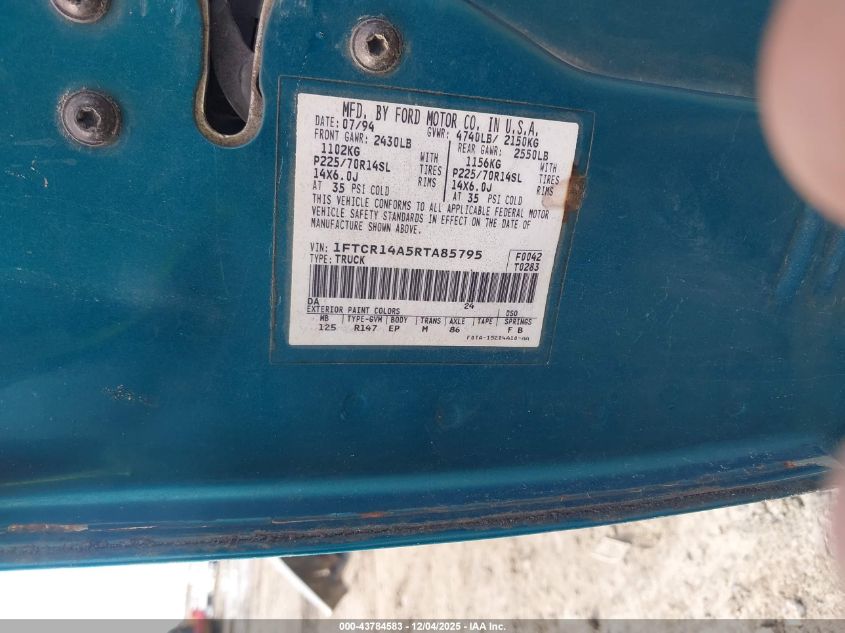 MFD. BY FORD MOTOR CO. IN U.S.A.
DATE: 07/94 GVWR: 4740LB/ 2150KG
FRONT GAWR: 2430LB REAR GAWR: 2550LB
1102KG WITH 1156KG WITH
P225/70R14SL TIRES P225/70R14SL TIRES
14X6.0J RIMS 14X6.0J RIMS
AT 35 PSI COLD AT 35 PSI COLD
THIS VEHICLE CONFORMS TO ALL APPLICABLE FEDERAL MOTOR
VEHICLE SAFETY STANDARDS IN EFFECT ON THE DATE OF
MANUFACTURE SHOWN ABOVE.
VIN: 1FTCR14A5RTA85795 F0042
TYPE: TRUCK T0283
DA 24
EXTERIOR PAINT COLORS DSO
WB TYPE-GVM BODY TRANS AXLE TAPE SPRINGS
125 R147 EP M 86 F B
000-43784583 - 12/04/2025 - IAA Inc.